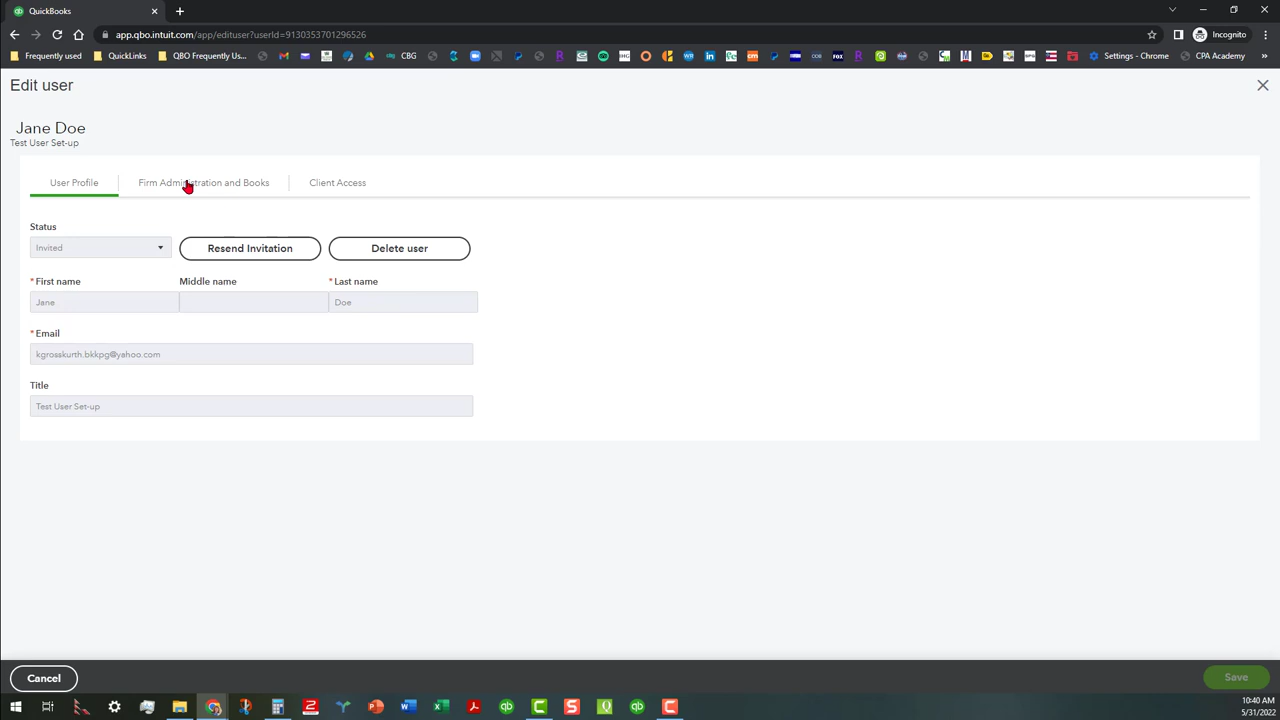 QuickBooks
app.qbo.intuit.com/app/edituser?userId=9130353701296526
Incognito
Frequently used
QuickLinks
QBO Frequently Us...
CBG
Settings - Chrome
CPA Academy
Edit user
Jane Doe
Test User Set-up
User Profile
Firm Administration and Books
Client Access
Status
Invited
Resend Invitation
Delete user
*First name
Middle name
*Last name
Jane
Doe
*Email
kgrosskurth.bkkpg@yahoo.com
Title
Test User Set-up
Cancel
Save
10:40 AM
5/31/2022